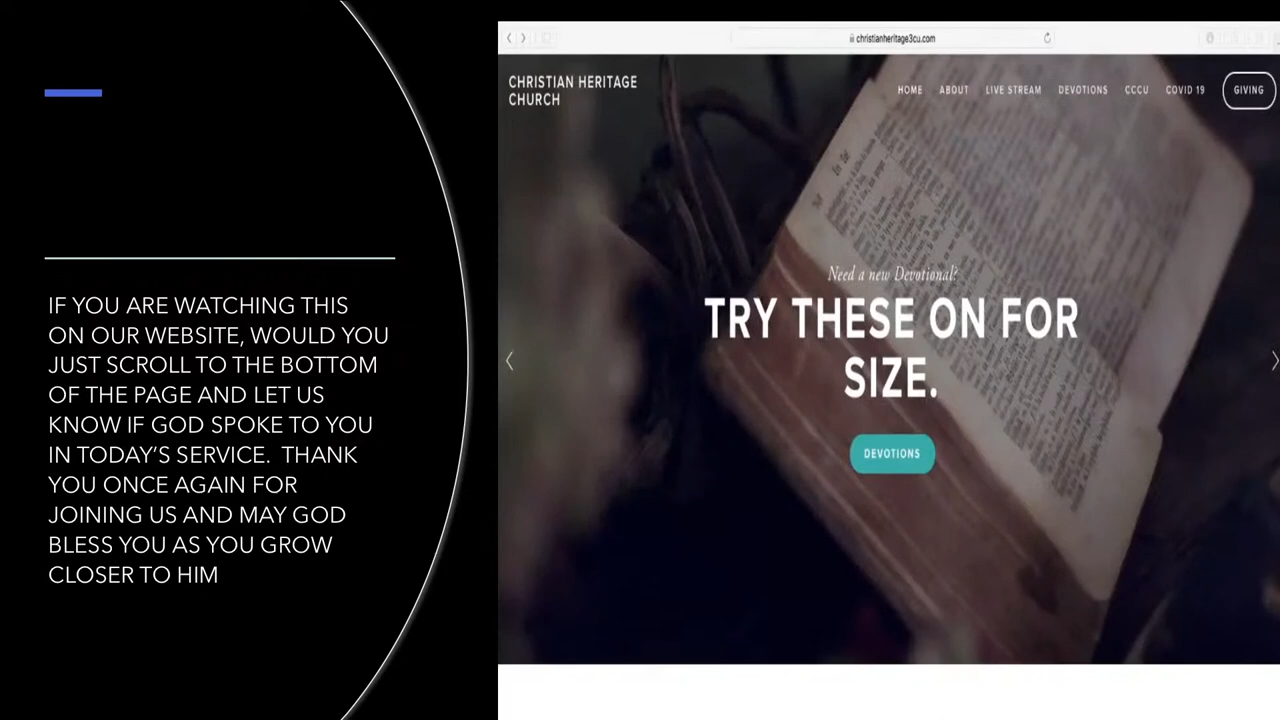 IF YOU ARE WATCHING THIS
ON OUR WEBSITE, WOULD YOU
JUST SCROLL TO THE BOTTOM
OF THE PAGE AND LET US
KNOW IF GOD SPOKE TO YOU
IN TODAY'S SERVICE.  THANK
YOU ONCE AGAIN FOR
JOINING US AND MAY GOD
BLESS YOU AS YOU GROW
CLOSER TO HIM
christianheritage3cu.com
CHRISTIAN HERITAGE
CHURCH
HOME ABOUT LIVE STREAM DEVOTIONS CCCU COVID 19 GIVING
Need a new Devotional?
TRY THESE ON FOR
SIZE.
DEVOTIONS